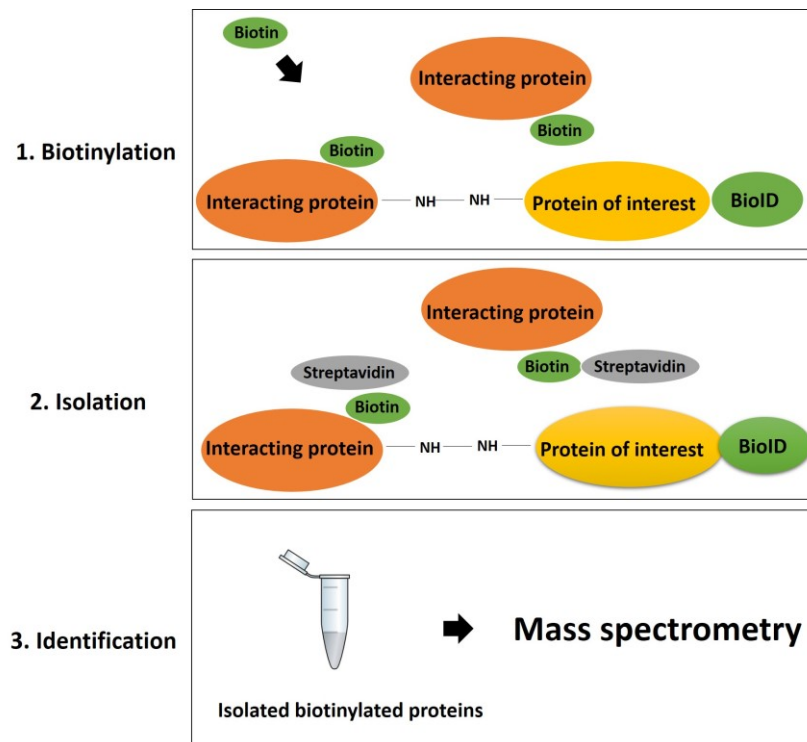 Biotin
Interacting protein
Biotin
1. Biotinylation
Biotin
Interacting protein
NH
NH
Protein of interest
BioID
Interacting protein
Streptavidin
Biotin
Streptavidin
2. Isolation
Biotin
Interacting protein
NH
NH
Protein of interest
BioID
3. Identification
Mass spectrometry
Isolated biotinylated proteins